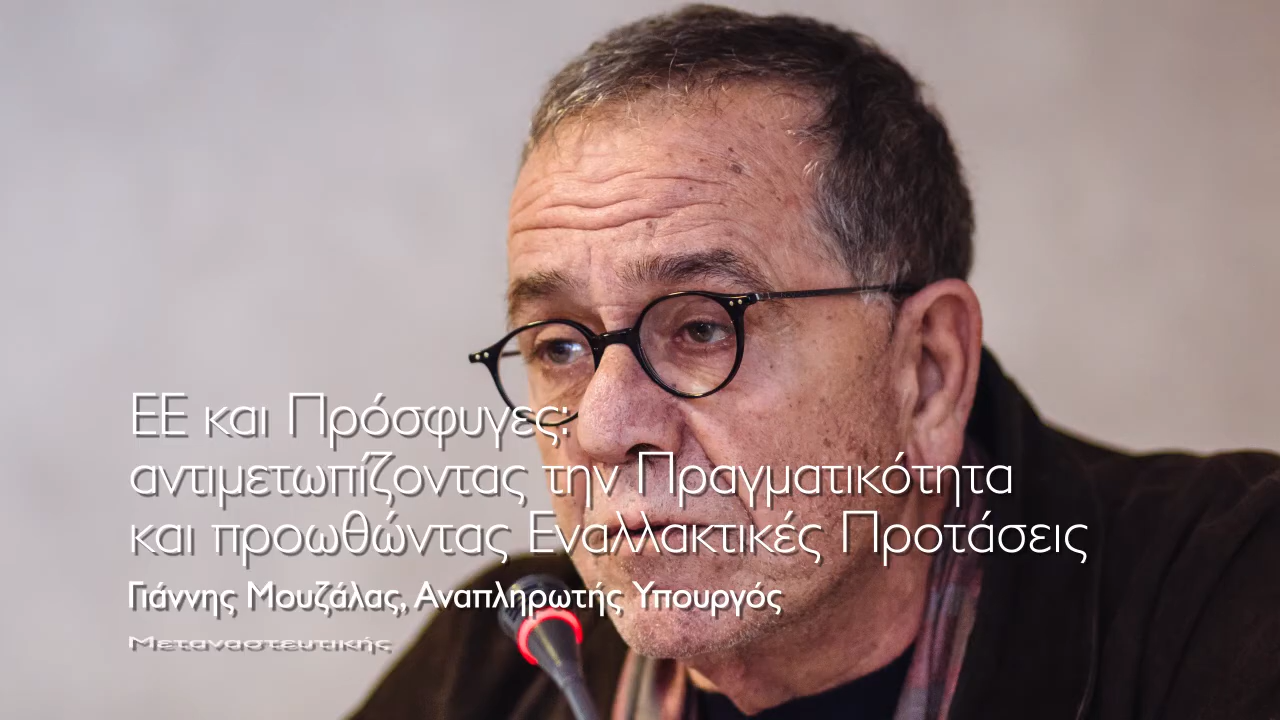 ΕΕ και Πρόσφυγες:
αντιμετωπίζοντας την Πραγματικότητα
και προωθώντας Εναλλακτικές Προτάσεις
Γιάννης Μουζάλας, Αναπληρωτής Υπουργός
Μεταναστευτικής